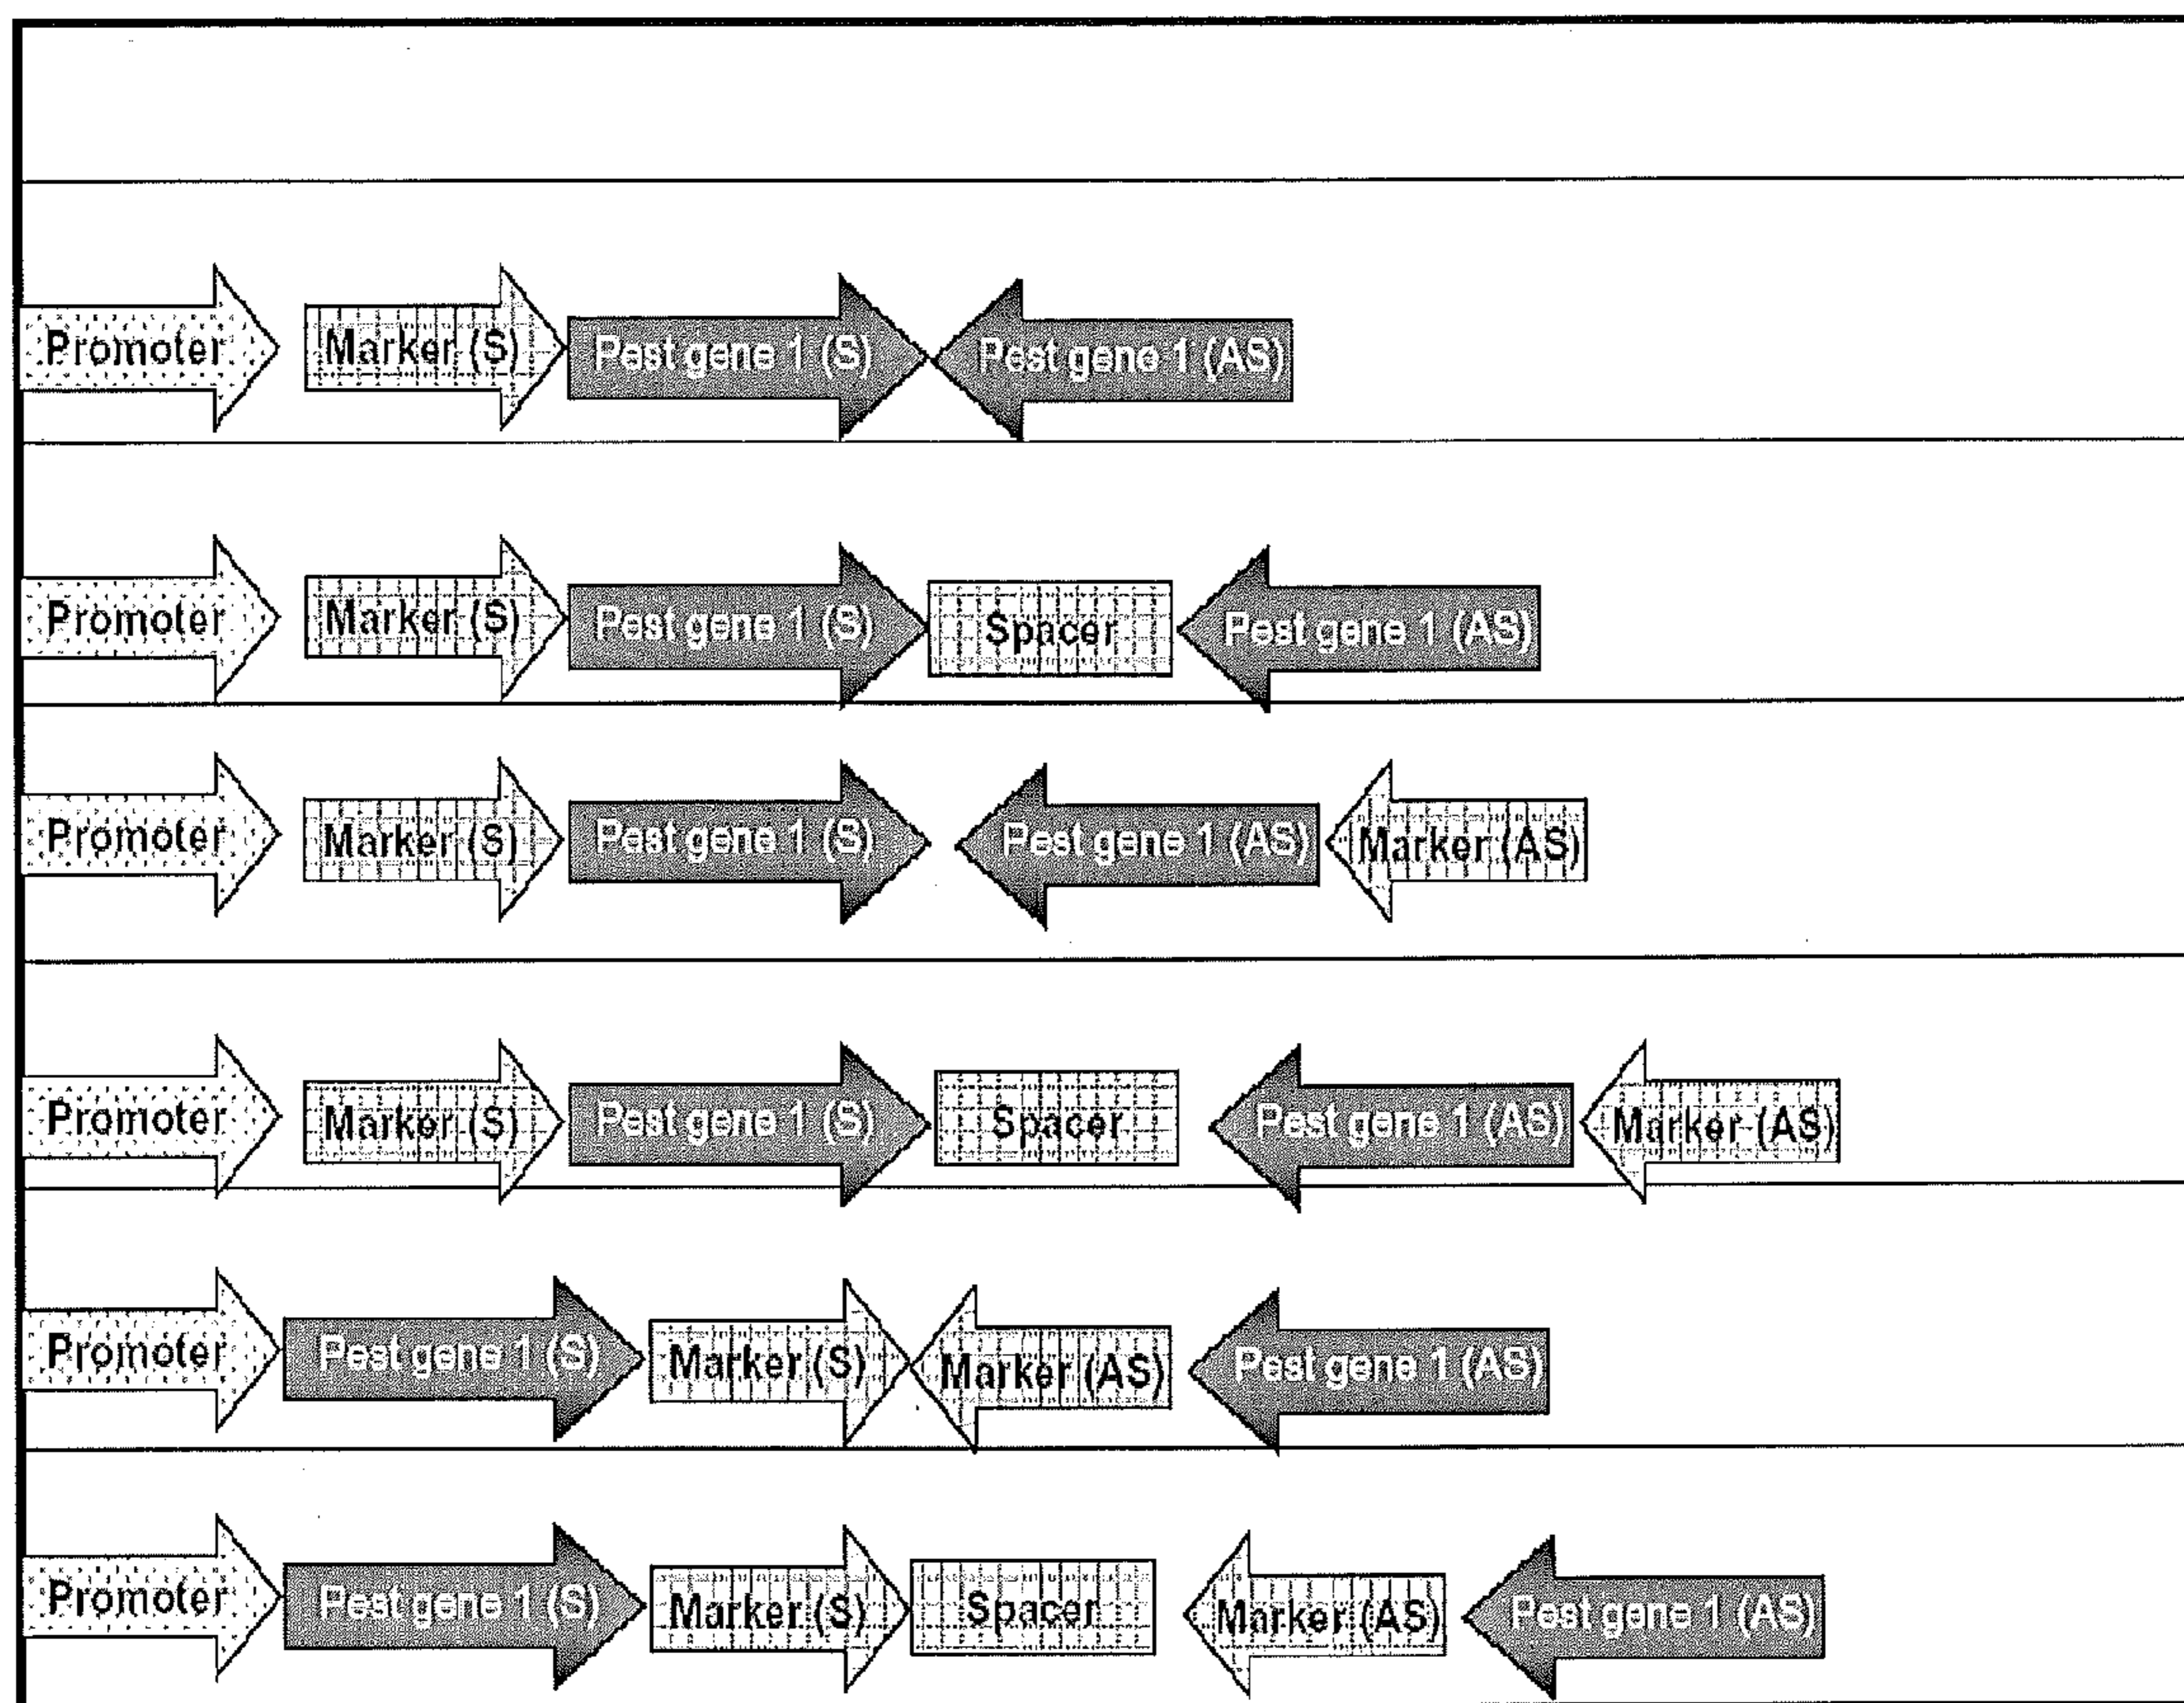 Promoter Marker (S) Pest gene 1 (S) Pest gene 1 (AS)
Promoter Marker (S) Pest gene 1 (S) Spacer Pest gene 1 (AS)
Promoter Marker (S) Pest gene 1 (S) Pest gene 1 (AS) Marker (AS)
Promoter Marker (S) Pest gene 1 (S) Spacer Pest gene 1 (AS) Marker (AS)
Promoter Pest gene 1 (S) Marker (S) Marker (AS) Pest gene 1 (AS)
Promoter Pest gene 1 (S) Marker (S) Spacer Marker (AS) Pest gene 1 (AS)